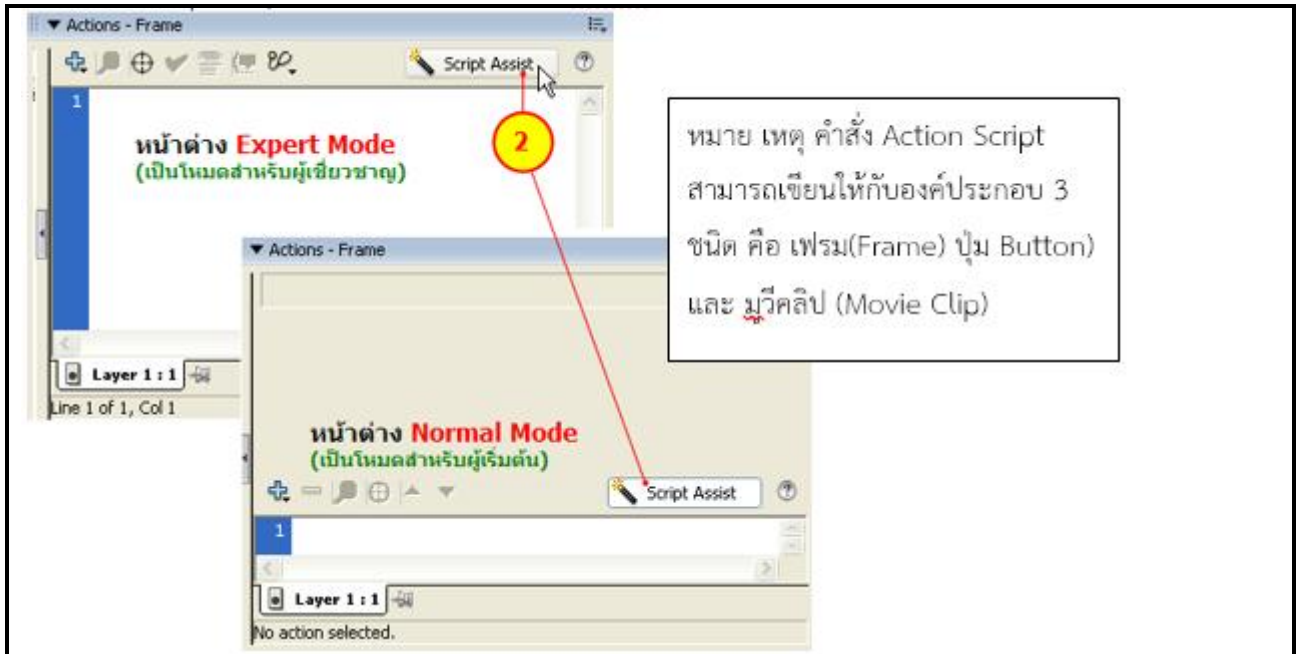 Actions - Frame
Script Assist
1
หน้าต่าง Expert Mode
(เป็นโหมดสำหรับผู้เชี่ยวชาญ)
2
Layer 1 : 1
Line 1 of 1, Col 1
หมาย เหตุ คำสั่ง Action Script
สามารถเขียนให้กับองค์ประกอบ 3
ชนิด คือ เฟรม(Frame) ปุ่ม Button)
และ มูวีคลิป (Movie Clip)
Actions - Frame
หน้าต่าง Normal Mode
(เป็นโหมดสำหรับผู้เริ่มต้น)
Script Assist
1
Layer 1 : 1
No action selected.